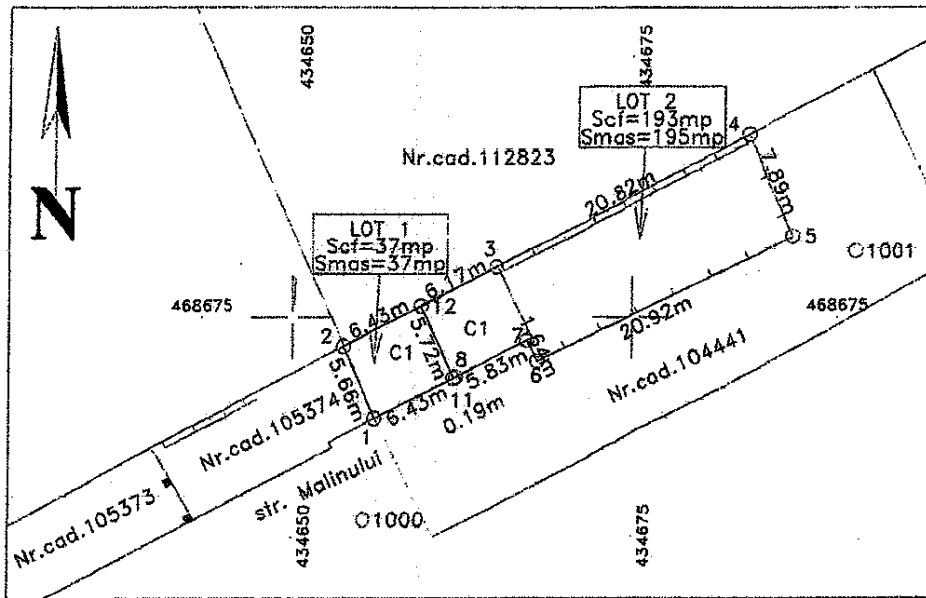 434650
434675
LOT 2
Scf=193mp
Smas=195mp
4
Nr.cad.112823
N
20.82m
7.89m
LOT 1
Scf=37mp
Smas=37mp
3
5
1001
6.17m
468675
468675
12
6.43m
2
5.72m
C1
C1
7
20.92m
5.66m
8
5.83m
6
11
6.43m
0.19m
Nr.cad.104441
1
Nr.cad.105374
str. Malinului
Nr.cad.105373
1000
434650
434675